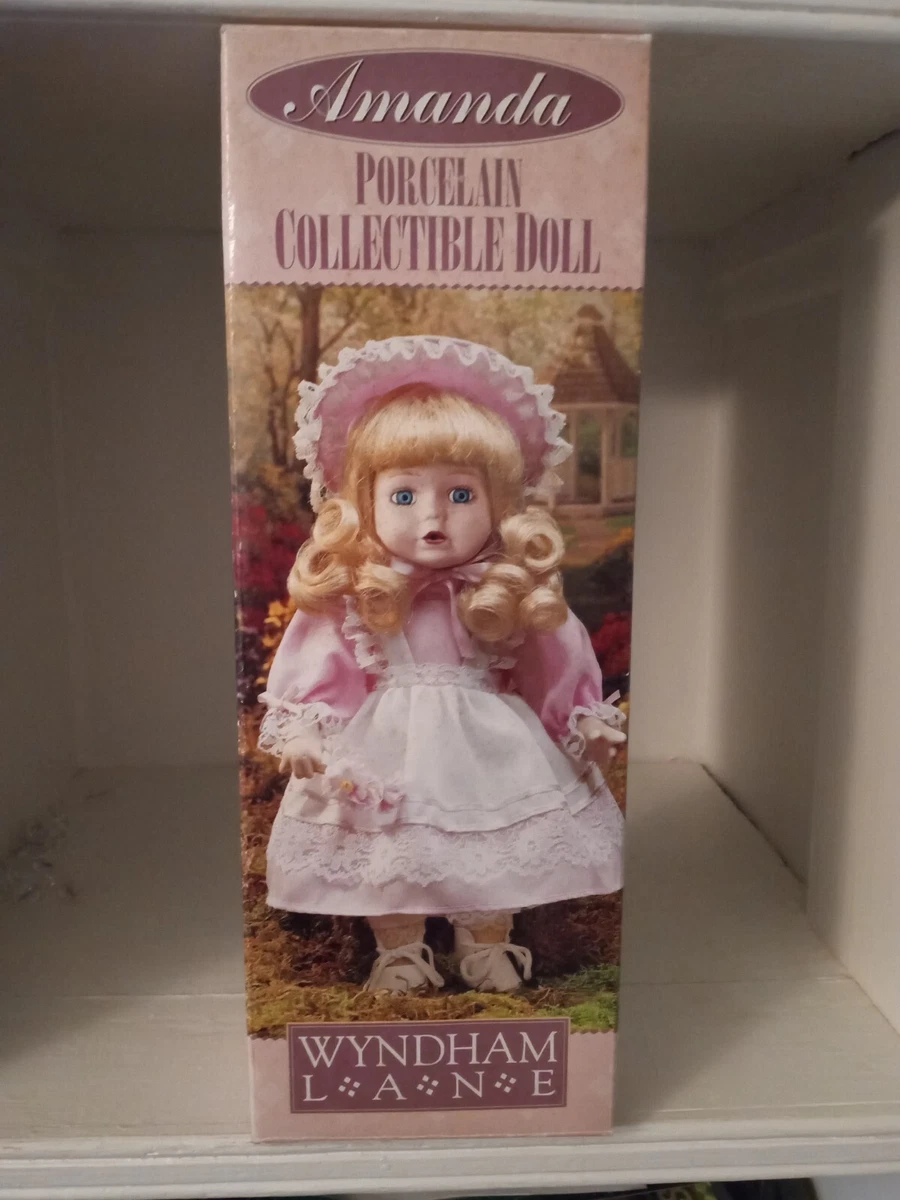 Amanda
PORCELAIN
COLLECTIBLE DOLL
WYNDHAM
LANE